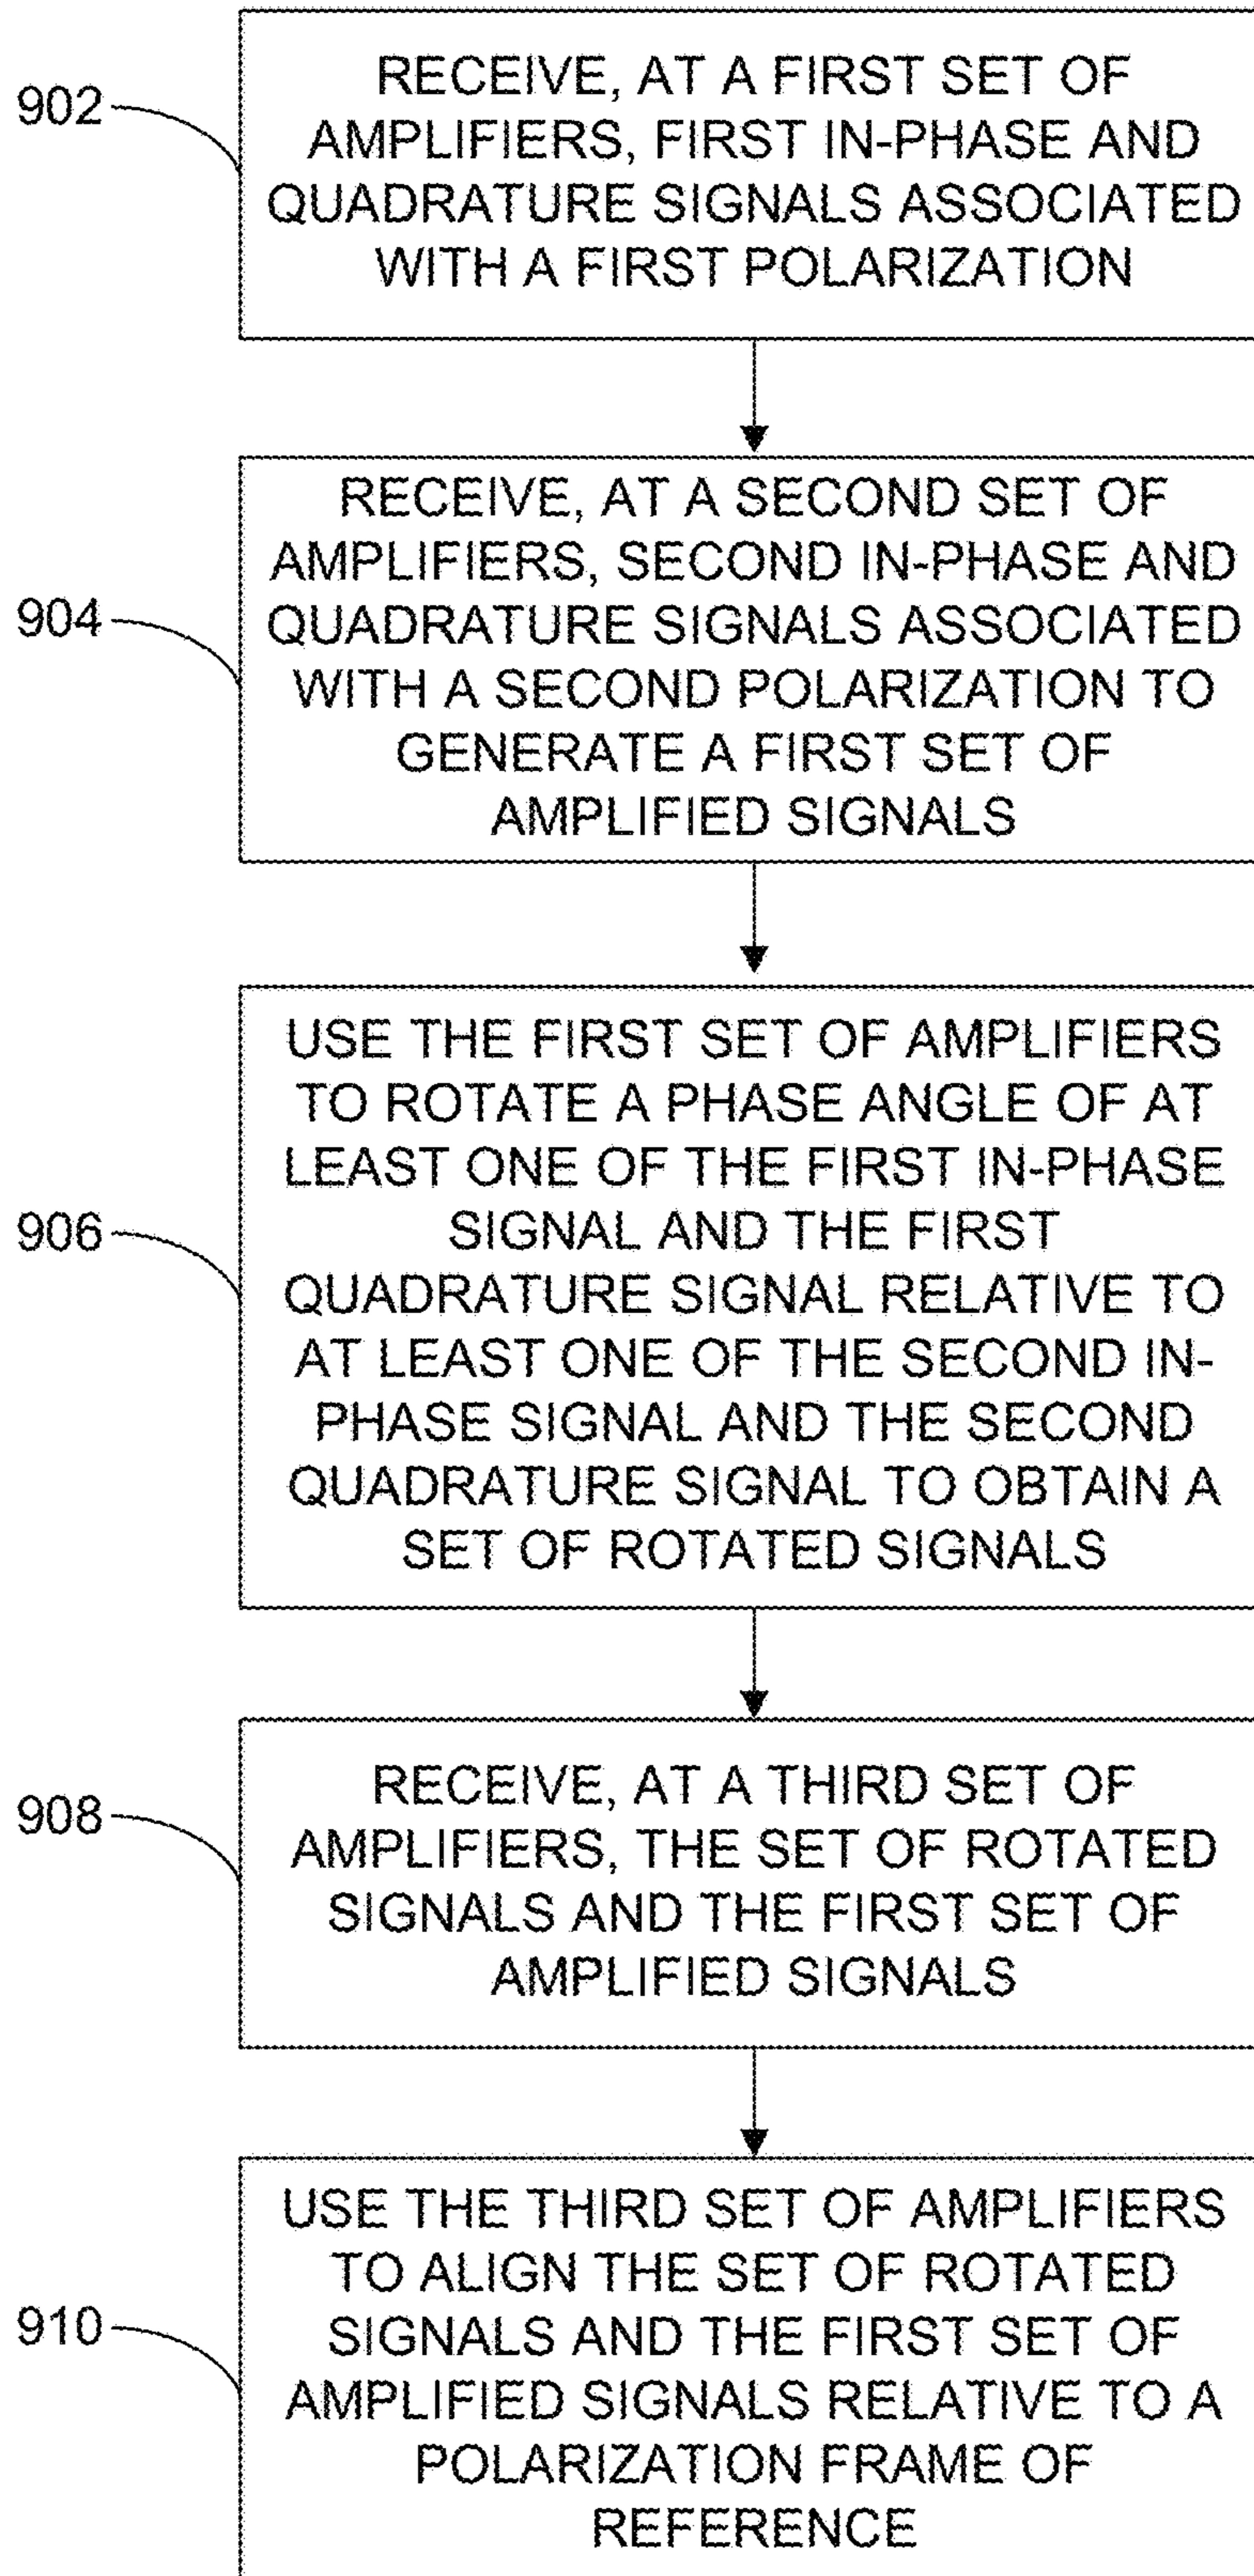 902
RECEIVE, AT A FIRST SET OF
AMPLIFIERS, FIRST IN-PHASE AND
QUADRATURE SIGNALS ASSOCIATED
WITH A FIRST POLARIZATION
904
RECEIVE, AT A SECOND SET OF
AMPLIFIERS, SECOND IN-PHASE AND
QUADRATURE SIGNALS ASSOCIATED
WITH A SECOND POLARIZATION TO
GENERATE A FIRST SET OF
AMPLIFIED SIGNALS
906
USE THE FIRST SET OF AMPLIFIERS
TO ROTATE A PHASE ANGLE OF AT
LEAST ONE OF THE FIRST IN-PHASE
SIGNAL AND THE FIRST
QUADRATURE SIGNAL RELATIVE TO
AT LEAST ONE OF THE SECOND IN-
PHASE SIGNAL AND THE SECOND
QUADRATURE SIGNAL TO OBTAIN A
SET OF ROTATED SIGNALS
908
RECEIVE, AT A THIRD SET OF
AMPLIFIERS, THE SET OF ROTATED
SIGNALS AND THE FIRST SET OF
AMPLIFIED SIGNALS
910
USE THE THIRD SET OF AMPLIFIERS
TO ALIGN THE SET OF ROTATED
SIGNALS AND THE FIRST SET OF
AMPLIFIED SIGNALS RELATIVE TO A
POLARIZATION FRAME OF
REFERENCE